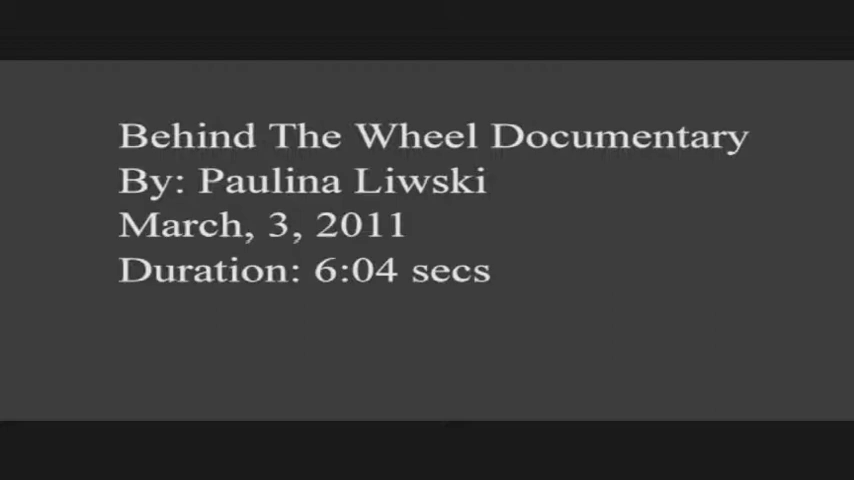 Behind The Wheel Documentary
By: Paulina Liwski
March, 3, 2011
Duration: 6:04 secs